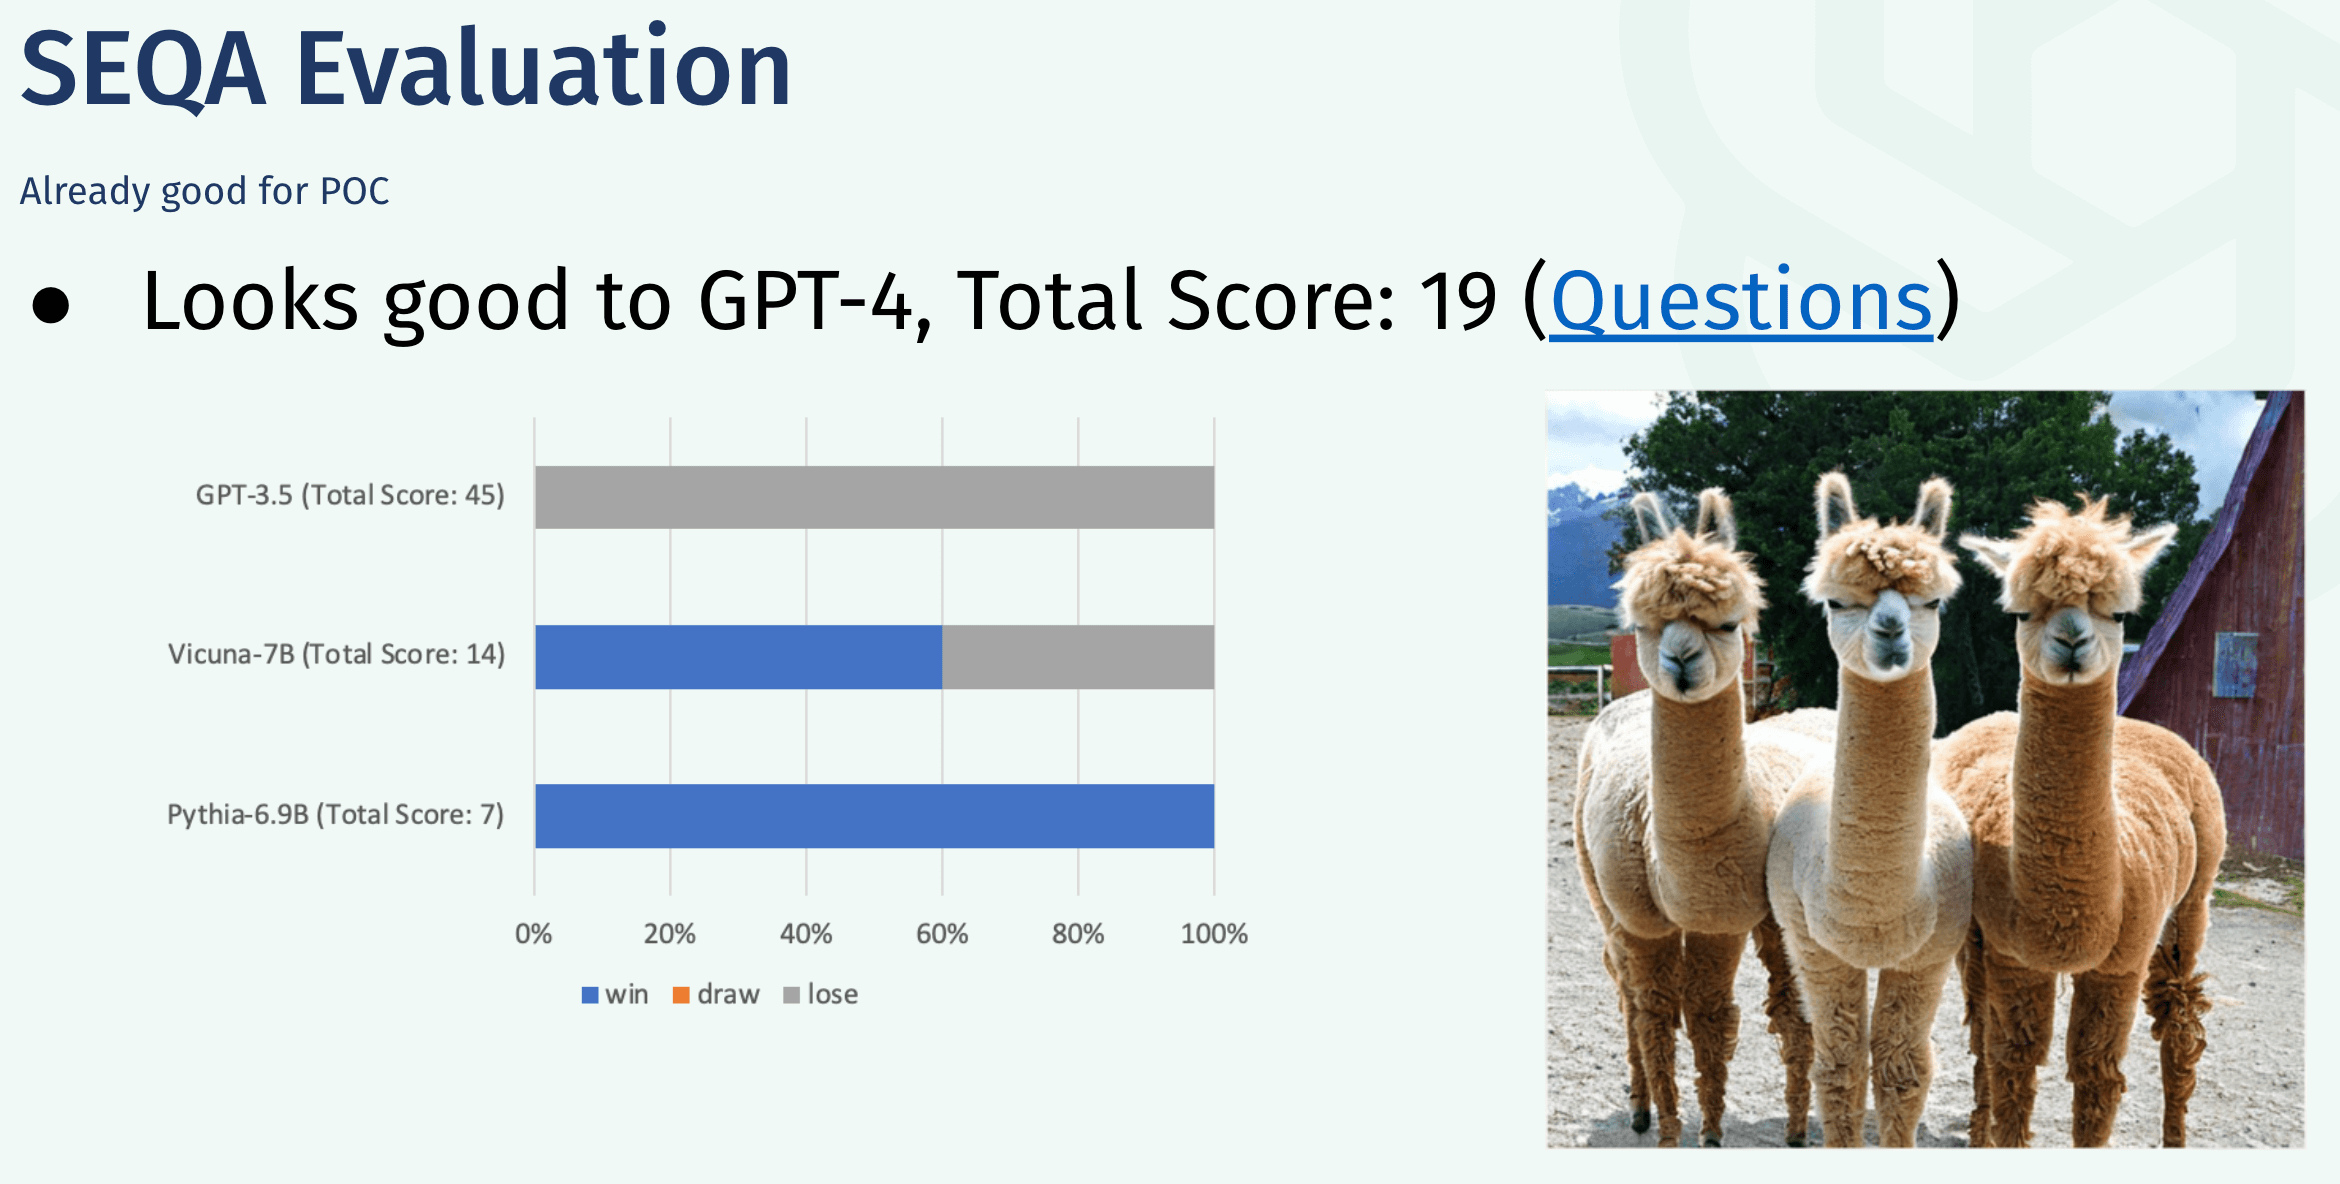 SEQA Evaluation
Already good for POC
● Looks good to GPT-4, Total Score: 19 (Questions)
GPT-3.5 (Total Score: 45)
Vicuna-7B (Total Score: 14)
Pythia-6.9B (Total Score: 7)
0% 20% 40% 60% 80% 100%
win draw lose